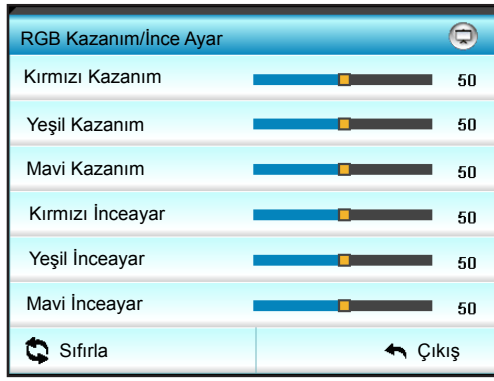 RGB Kazanım/İnce Ayar
Kırmızı Kazanım 50
Yeşil Kazanım 50
Mavi Kazanım 50
Kırmızı İnceayar 50
Yeşil İnceayar 50
Mavi İnceayar 50
Sıfırla Çıkış